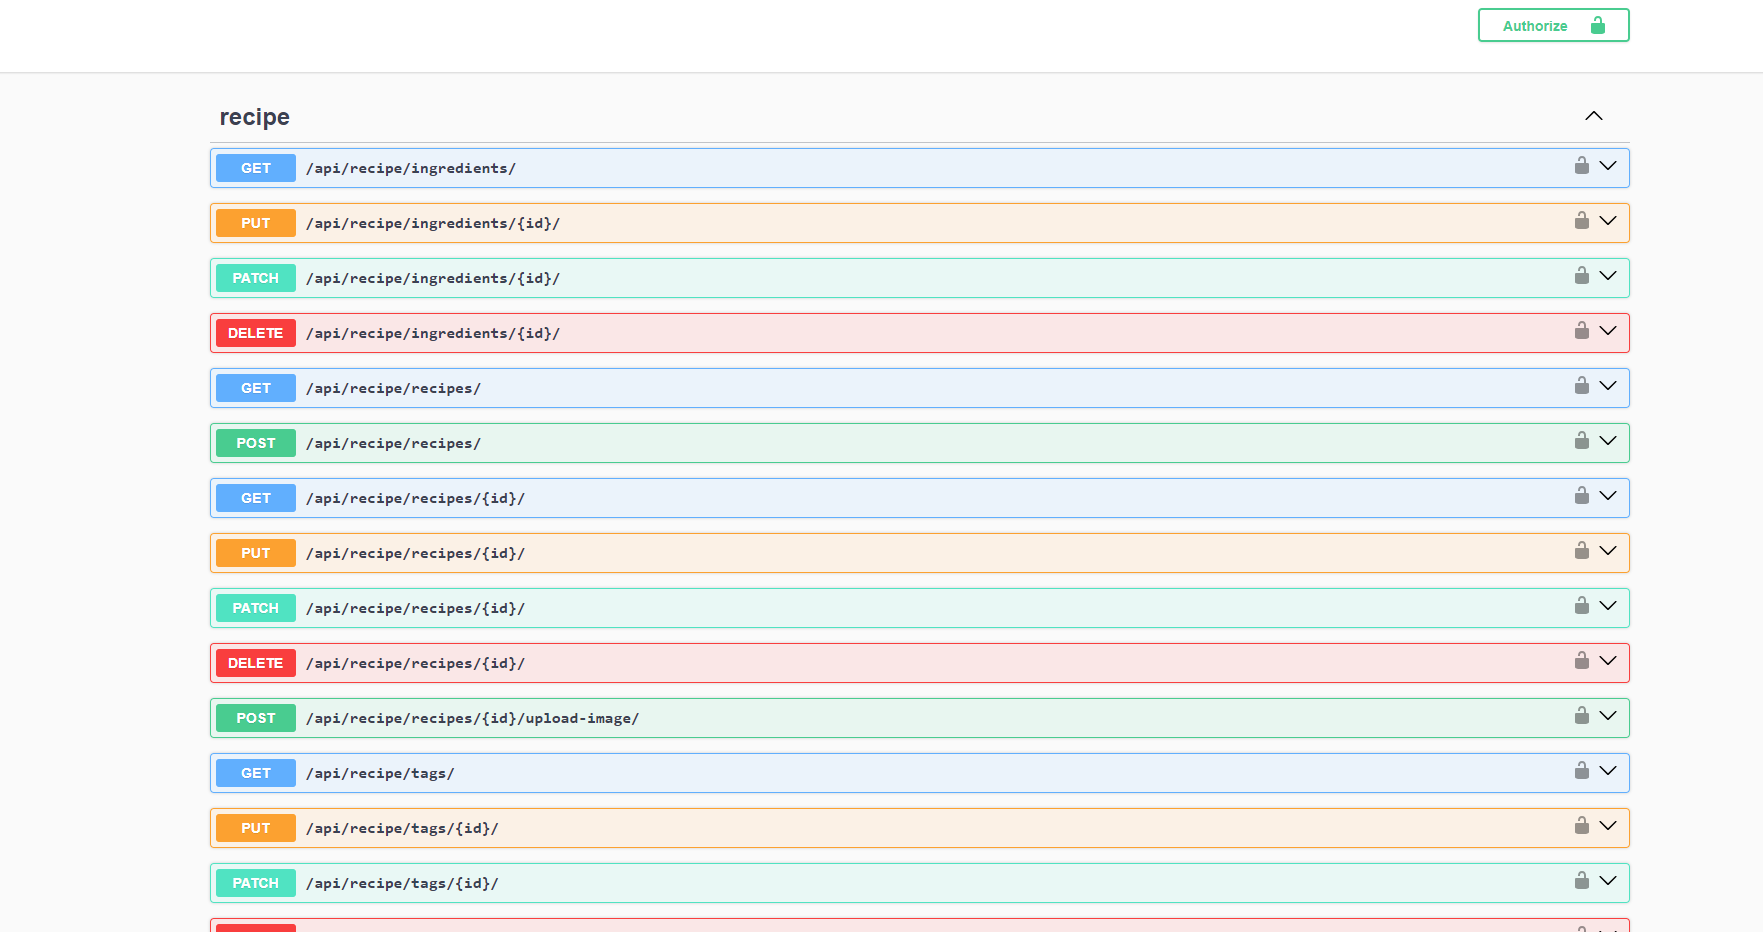 Authorize
recipe
GET /api/recipe/ingredients/
PUT /api/recipe/ingredients/{id}/
PATCH /api/recipe/ingredients/{id}/
DELETE /api/recipe/ingredients/{id}/
GET /api/recipe/recipes/
POST /api/recipe/recipes/
GET /api/recipe/recipes/{id}/
PUT /api/recipe/recipes/{id}/
PATCH /api/recipe/recipes/{id}/
DELETE /api/recipe/recipes/{id}/
POST /api/recipe/recipes/{id}/upload-image/
GET /api/recipe/tags/
PUT /api/recipe/tags/{id}/
PATCH /api/recipe/tags/{id}/